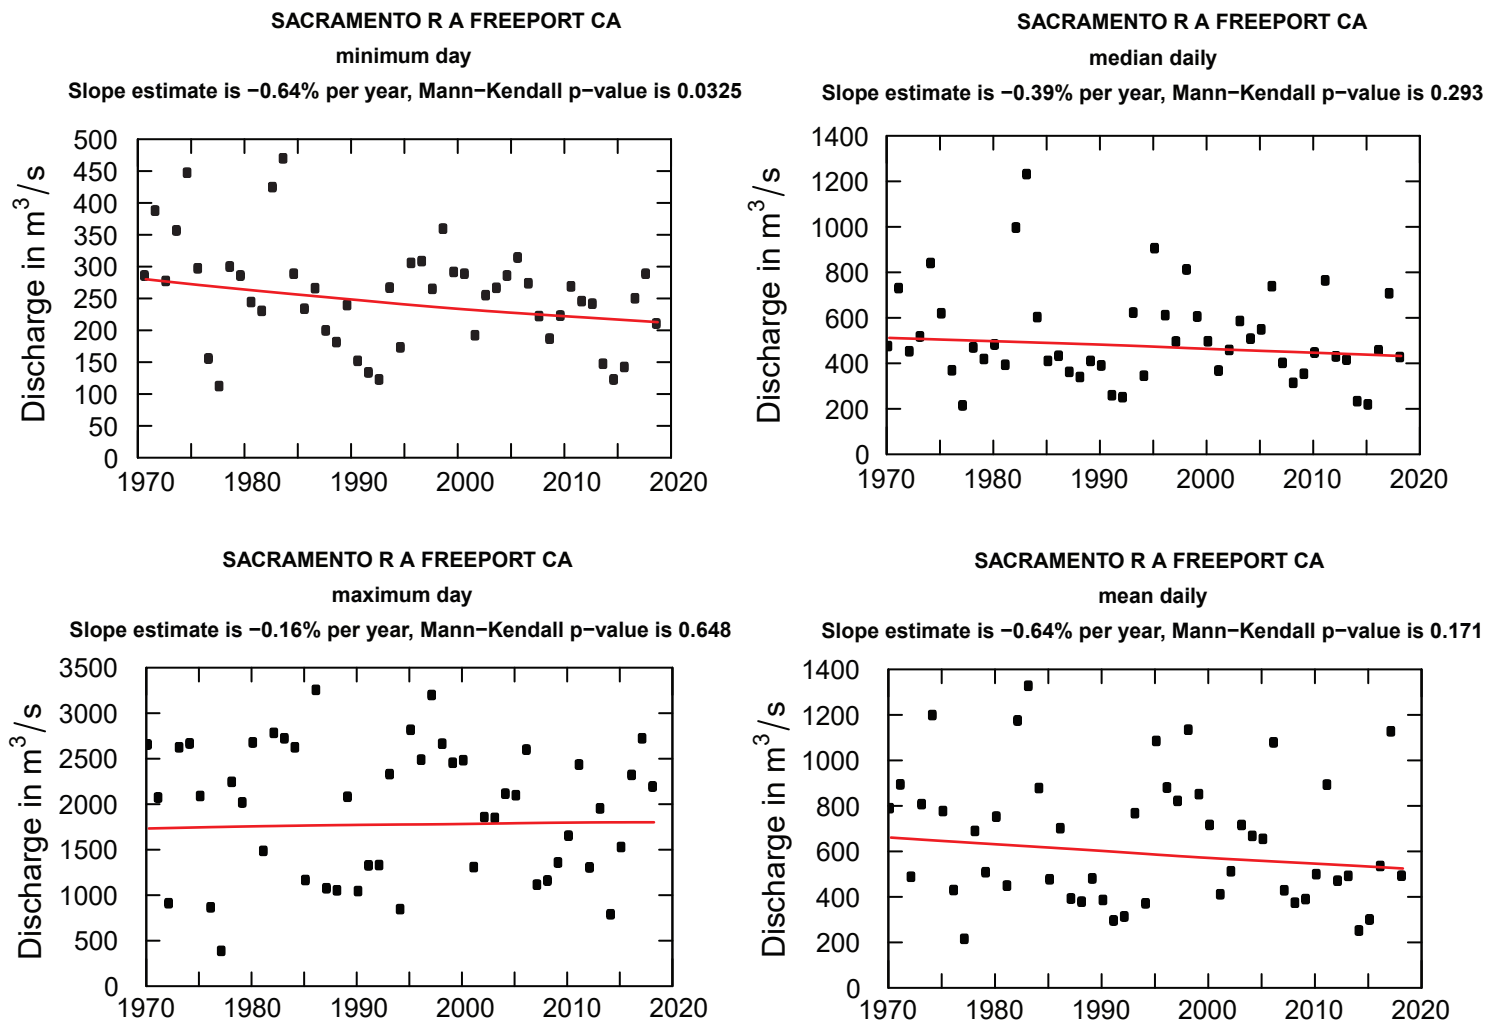 SACRAMENTO R A FREEPORT CA
minimum day
Slope estimate is −0.64% per year, Mann−Kendall p−value is 0.0325
Discharge in m³/s
500
450
400
350
300
250
200
150
100
50
0
1970 1980 1990 2000 2010 2020
SACRAMENTO R A FREEPORT CA
median daily
Slope estimate is −0.39% per year, Mann−Kendall p−value is 0.293
Discharge in m³/s
1400
1200
1000
800
600
400
200
0
1970 1980 1990 2000 2010 2020
SACRAMENTO R A FREEPORT CA
maximum day
Slope estimate is −0.16% per year, Mann−Kendall p−value is 0.648
Discharge in m³/s
3500
3000
2500
2000
1500
1000
500
0
1970 1980 1990 2000 2010 2020
SACRAMENTO R A FREEPORT CA
mean daily
Slope estimate is −0.64% per year, Mann−Kendall p−value is 0.171
Discharge in m³/s
1400
1200
1000
800
600
400
200
0
1970 1980 1990 2000 2010 2020